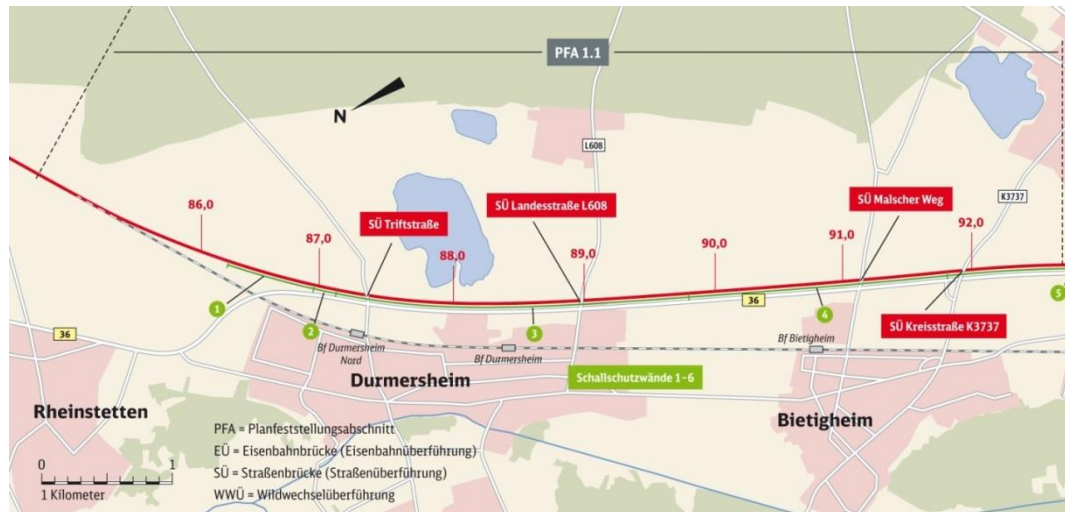 PFA 1.1
N
L608
K3737
SÜ Triftstraße
SÜ Landesstraße L608
SÜ Malscher Weg
86,0
87,0
88,0
89,0
90,0
91,0
92,0
1
2
3
4
5
36
36
SÜ Kreisstraße K3737
Bf Durmersheim
Nord
Bf Durmersheim
Bf Bietigheim
Schallschutzwände 1–6
Durmersheim
Rheinstetten
Bietigheim
PFA = Planfeststellungsabschnitt
EÜ = Eisenbahnbrücke (Eisenbahnüberführung)
SÜ = Straßenbrücke (Straßenüberführung)
WWÜ = Wildwechselüberführung
0 1
1 Kilometer